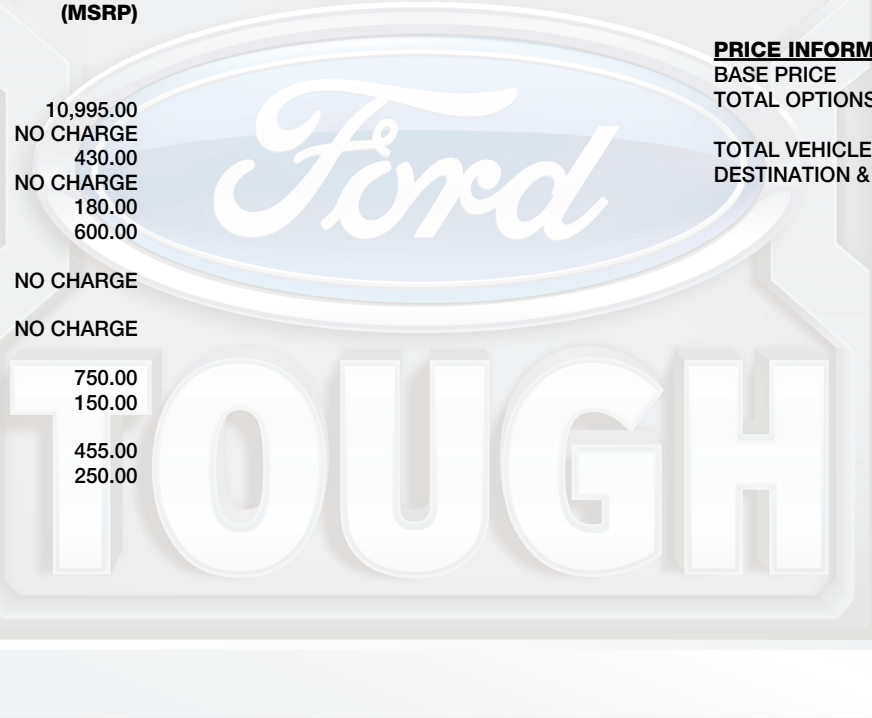 (MSRP)
10,995.00
NO CHARGE
430.00
NO CHARGE
180.00
600.00
NO CHARGE
NO CHARGE
750.00
150.00
455.00
250.00
PRICE INFORM
BASE PRICE
TOTAL OPTIONS
TOTAL VEHICLE
DESTINATION &
Ford
TOUGH